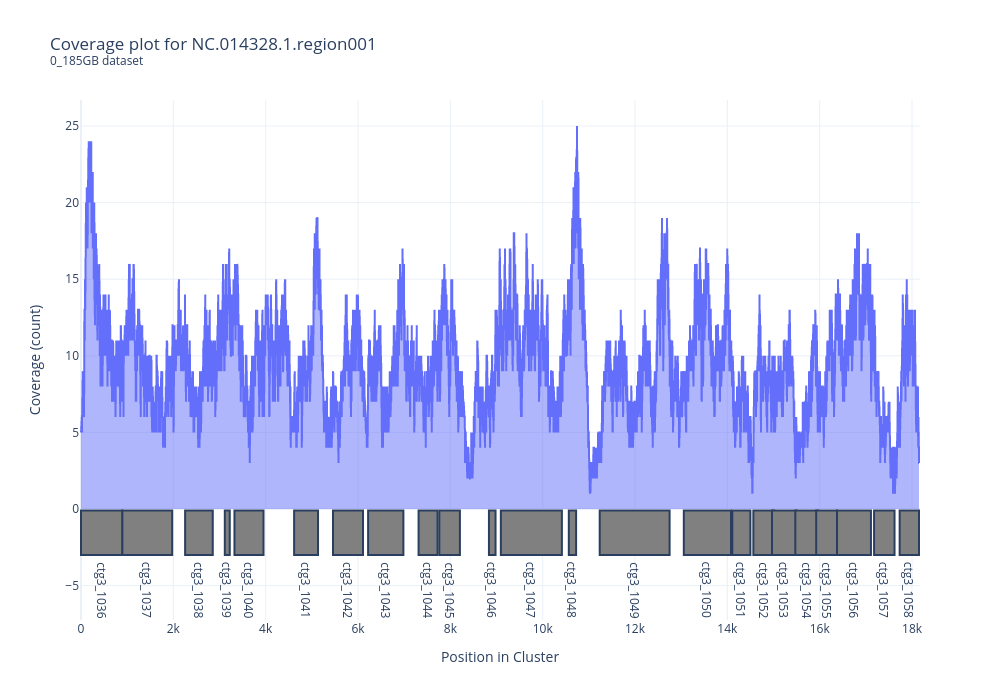 Coverage plot for NC.014328.1.region001
0_185GB dataset
25
20
15
10
5
0
−5
Coverage (count)
ctg3_1036
ctg3_1037
ctg3_1038
ctg3_1039
ctg3_1040
ctg3_1041
ctg3_1042
ctg3_1043
ctg3_1044
ctg3_1045
ctg3_1046
ctg3_1047
ctg3_1048
ctg3_1049
ctg3_1050
ctg3_1051
ctg3_1052
ctg3_1053
ctg3_1054
ctg3_1055
ctg3_1056
ctg3_1057
ctg3_1058
0 2k 4k 6k 8k 10k 12k 14k 16k 18k
Position in Cluster